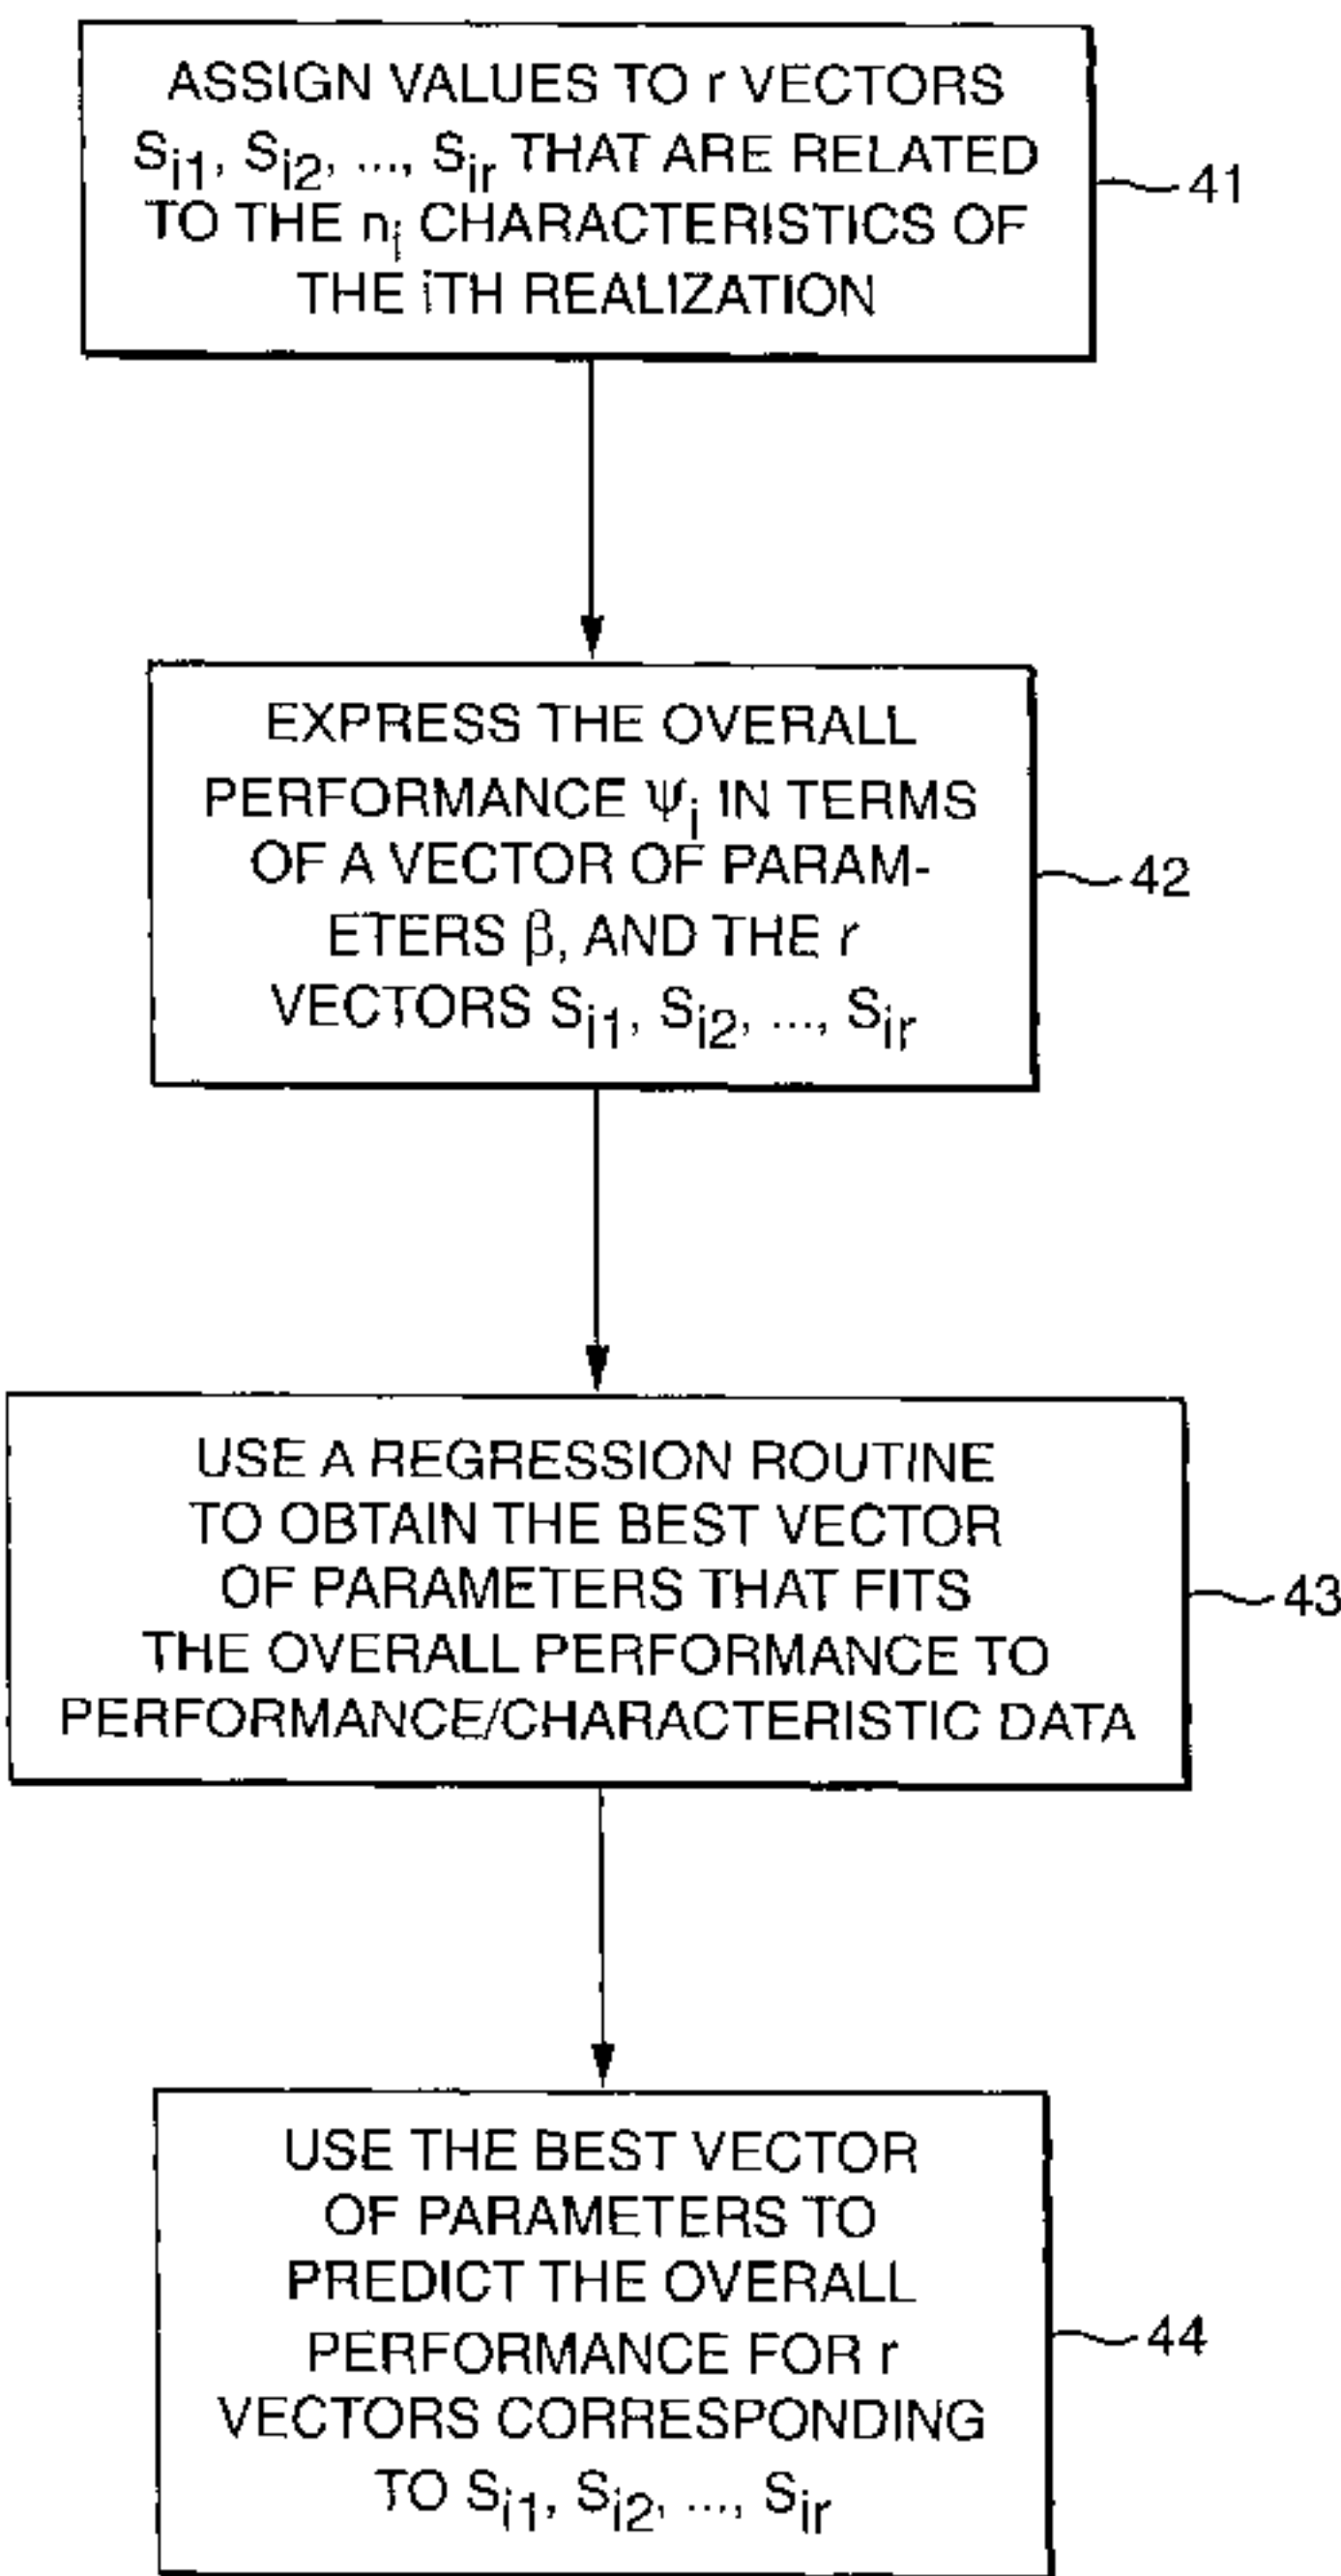 ASSIGN VALUES TO r VECTORS
Si1, Si2, ..., Sir THAT ARE RELATED
TO THE ni CHARACTERISTICS OF
THE iTH REALIZATION
41
EXPRESS THE OVERALL
PERFORMANCE Ψi IN TERMS
OF A VECTOR OF PARAM-
ETERS β, AND THE r
VECTORS Si1, Si2, ..., Sir
42
USE A REGRESSION ROUTINE
TO OBTAIN THE BEST VECTOR
OF PARAMETERS THAT FITS
THE OVERALL PERFORMANCE TO
PERFORMANCE/CHARACTERISTIC DATA
43
USE THE BEST VECTOR
OF PARAMETERS TO
PREDICT THE OVERALL
PERFORMANCE FOR r
VECTORS CORRESPONDING
TO Si1, Si2, ..., Sir
44